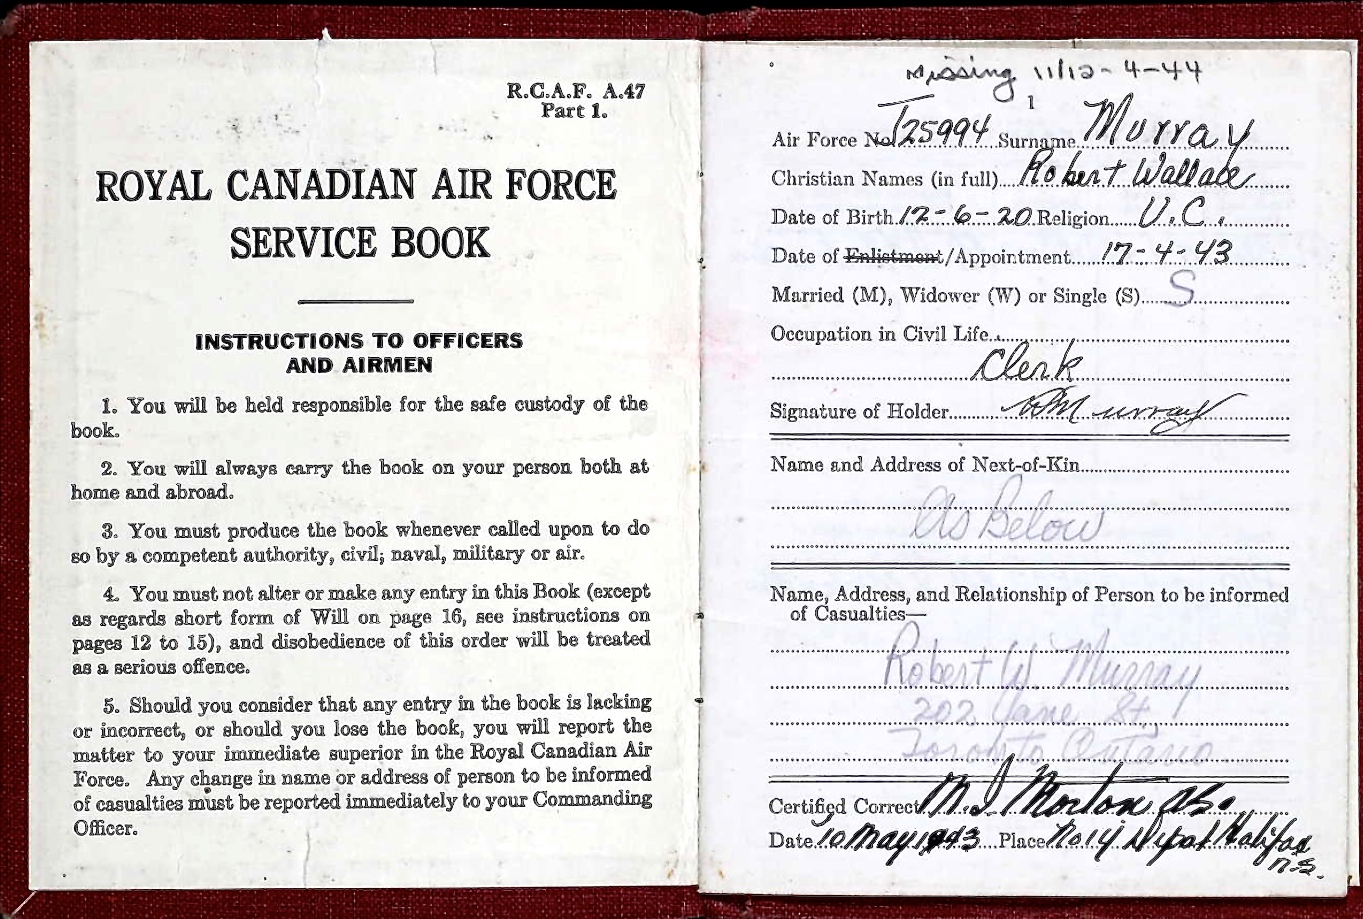 R.C.A.F. A.47
Part 1.
ROYAL CANADIAN AIR FORCE
SERVICE BOOK
INSTRUCTIONS TO OFFICERS
AND AIRMEN
1. You will be held responsible for the safe custody of the
book.
2. You will always carry the book on your person both at
home and abroad.
3. You must produce the book whenever called upon to do
so by a competent authority, civil, naval, military or air.
4. You must not alter or make any entry in this Book (except
as regards short form of Will on page 16, see instructions on
pages 12 to 15), and disobedience of this order will be treated
as a serious offence.
5. Should you consider that any entry in the book is lacking
or incorrect, or should you lose the book, you will report the
matter to your immediate superior in the Royal Canadian Air
Force. Any change in name or address of person to be informed
of casualties must be reported immediately to your Commanding
Officer.
Missing 11/12-4-44
1
Air Force No. J25994 Surname Murray
Christian Names (in full) Robert Wallace
Date of Birth 12-6-20 Religion U.C.
Date of Enlistment/Appointment 17-4-43
Married (M), Widower (W) or Single (S) S
Occupation in Civil Life
Clerk
Signature of Holder RMurray
Name and Address of Next-of-Kin
As Below
Name, Address, and Relationship of Person to be informed
of Casualties—
Robert W Murray
202 Jane St.
Toronto Ontario
Certified Correct M. J. Morton
Date 10 May 1943 Place Halifax
N.S.